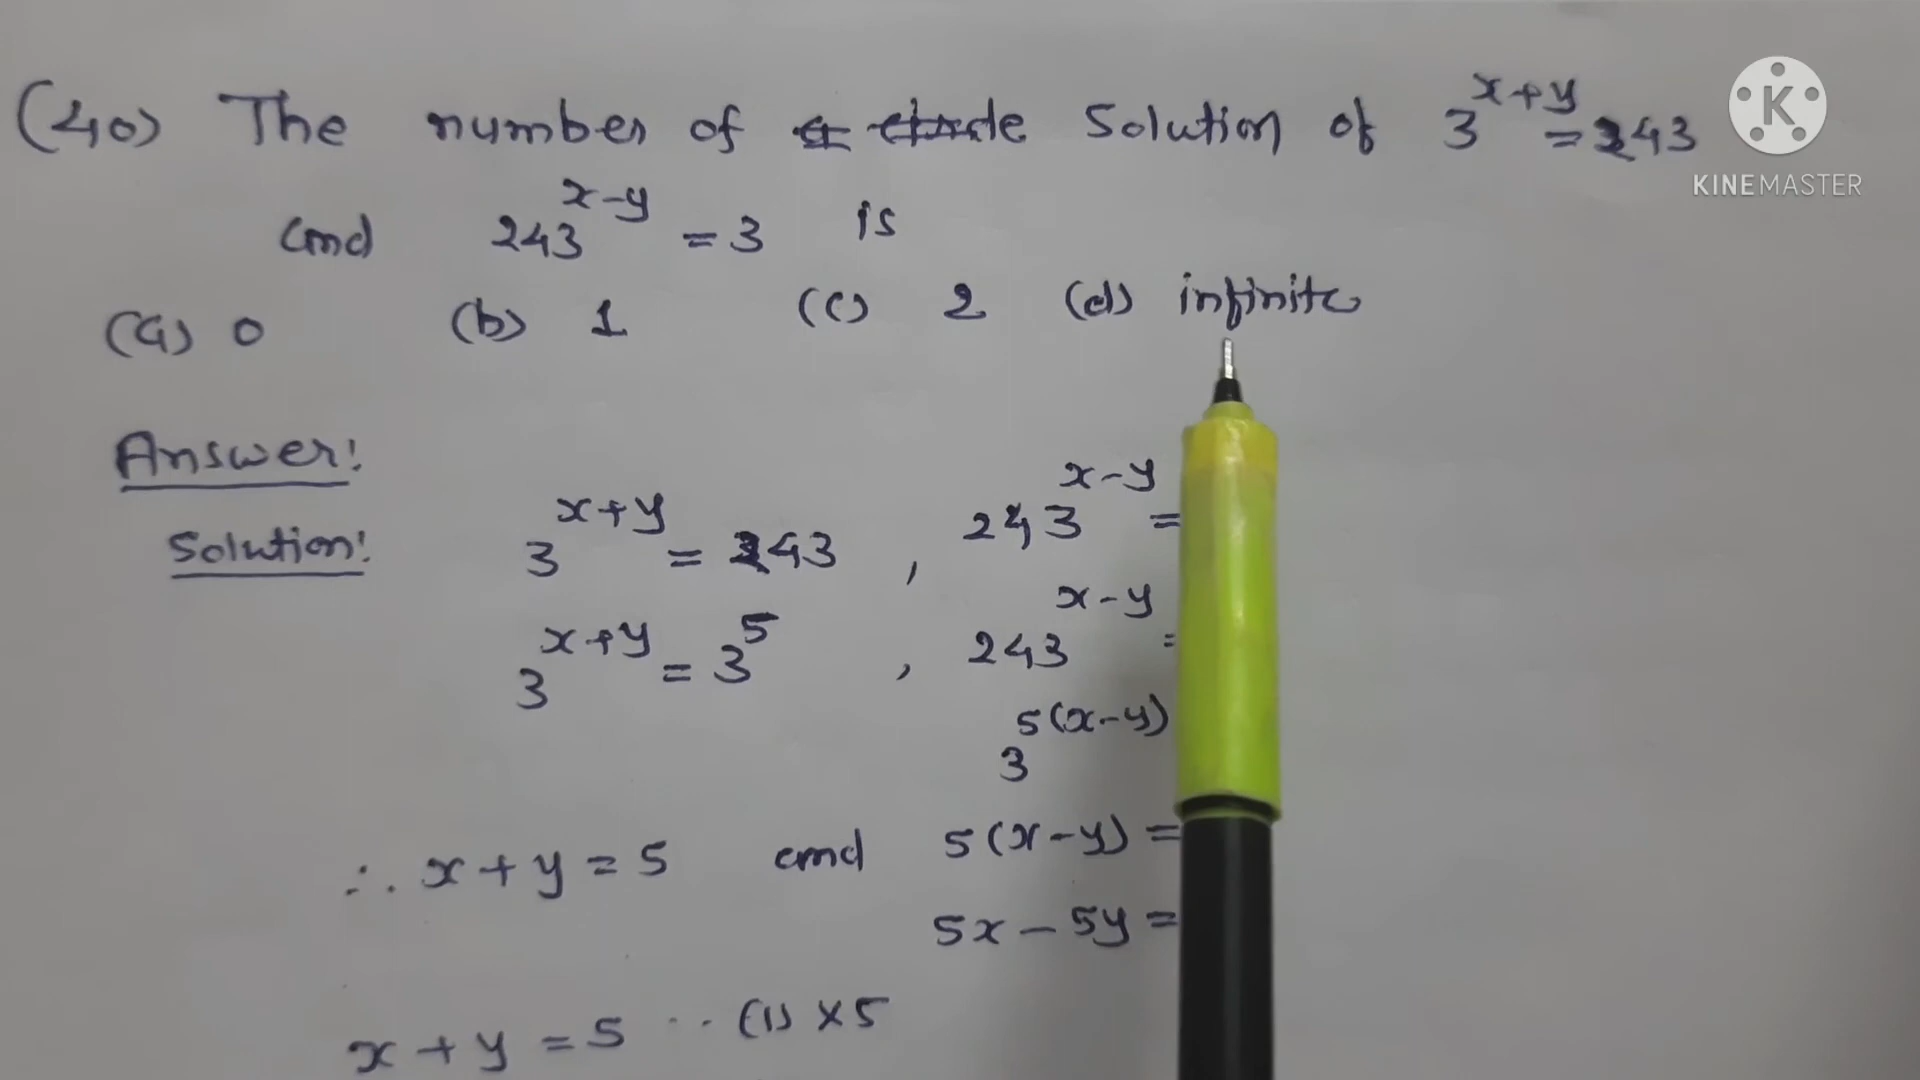 (40) The number of solution of 3^{x+y} = 243
KINEMASTER
and 243^{x-y} = 3 is
(a) 0 (b) 1 (c) 2 (d) infinite
Answer:
Solution: 3^{x+y} = 243 , 243^{x-y} =
3^{x+y} = 3^5 , 243^{x-y} =
3^{5(x-y)}
∴ x+y = 5 and 5(x-y) =
5x - 5y =
x + y = 5 ... (1) × 5